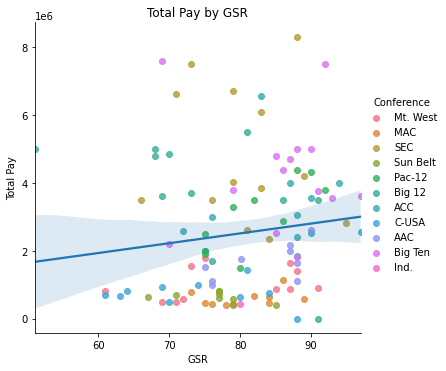 Total Pay by GSR
1e6
8
6
4
2
0
Total Pay
60
70
80
90
GSR
Conference
Mt. West
MAC
SEC
Sun Belt
Pac-12
Big 12
ACC
C-USA
AAC
Big Ten
Ind.